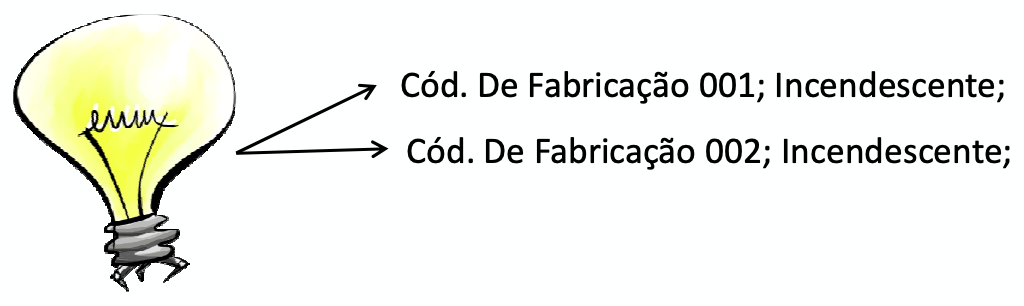 Cód. De Fabricação 001; Incendescente;
Cód. De Fabricação 002; Incendescente;